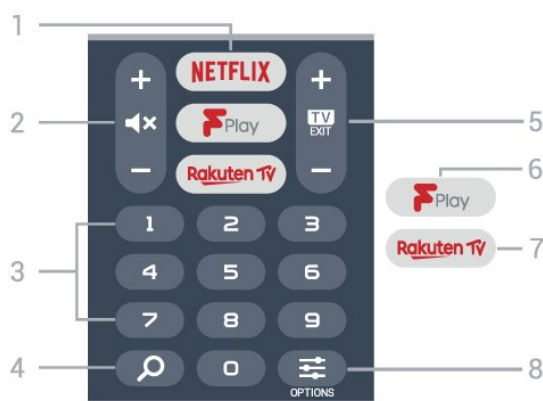 1
NETFLIX
+ +
2
F Play
TV
EXIT
5
− −
Rakuten TV
6
F Play
1 2 3
Rakuten TV
7
3
4 5 6
7 8 9
4
0
8
OPTIONS